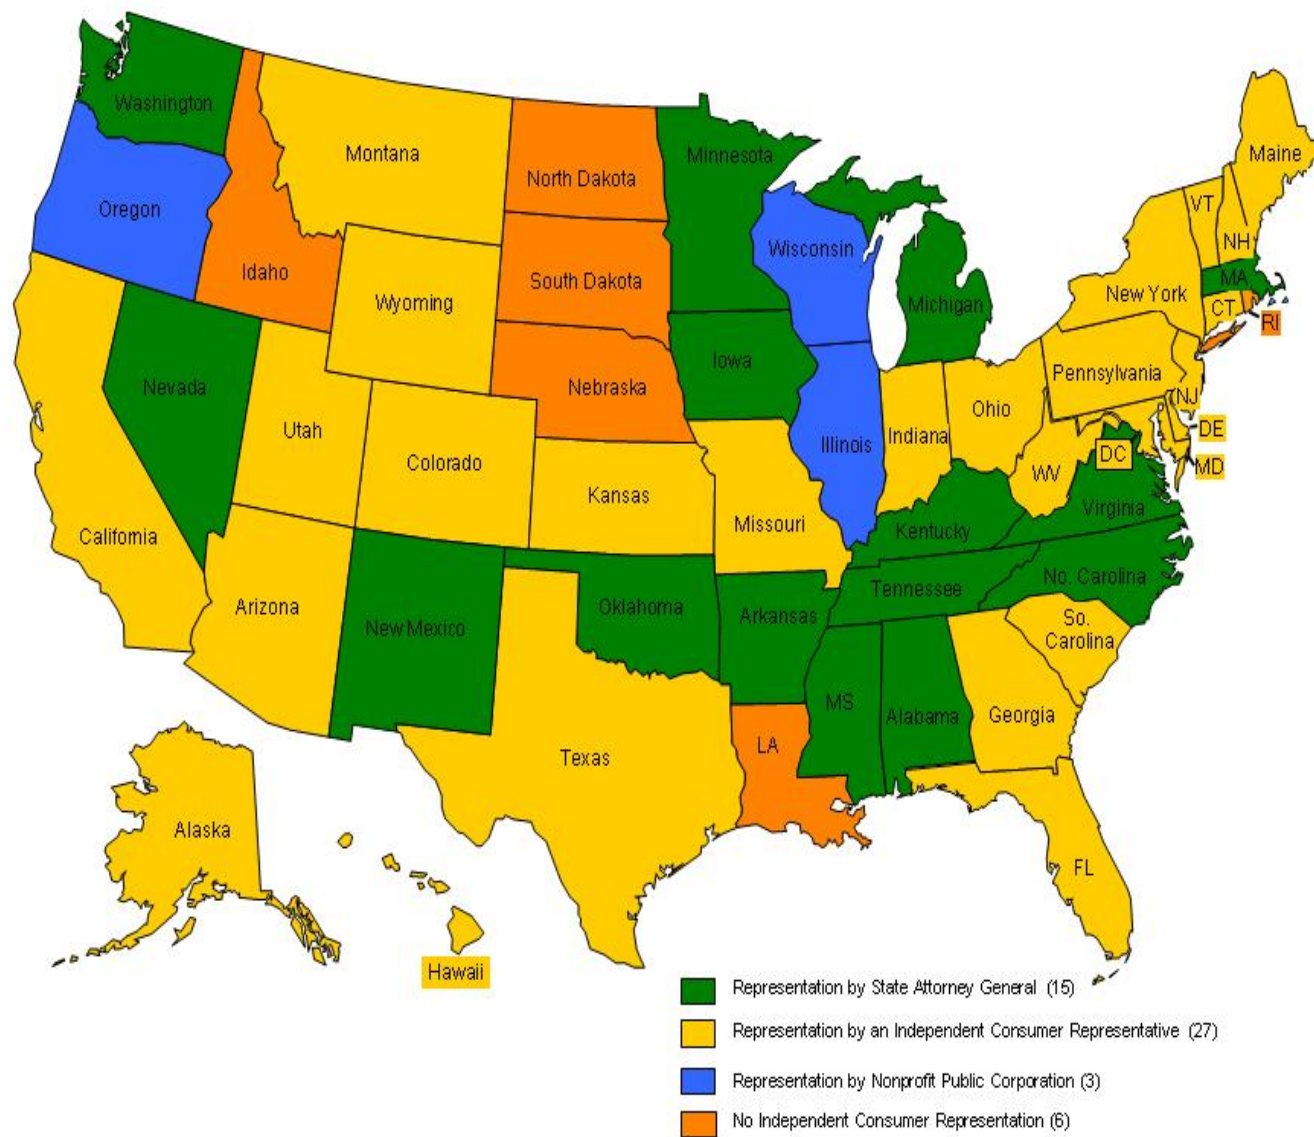 Washington
Maine
Montana
Minnesota
North Dakota
VT
Oregon
NH
Wisconsin
Idaho
South Dakota
MA
New York
Wyoming
Michigan
CT
RI
Iowa
Pennsylvania
Nevada
Nebraska
NJ
Ohio
Utah
DE
Indiana
Illinois
DC
Colorado
MD
WV
Kansas
Virginia
Missouri
Kentucky
California
No. Carolina
Tennessee
Arizona
Oklahoma
Arkansas
So.
Carolina
New Mexico
MS
Georgia
Alabama
LA
Texas
Alaska
FL
Hawaii
Representation by State Attorney General (15)
Representation by an Independent Consumer Representative (27)
Representation by Nonprofit Public Corporation (3)
No Independent Consumer Representation (6)